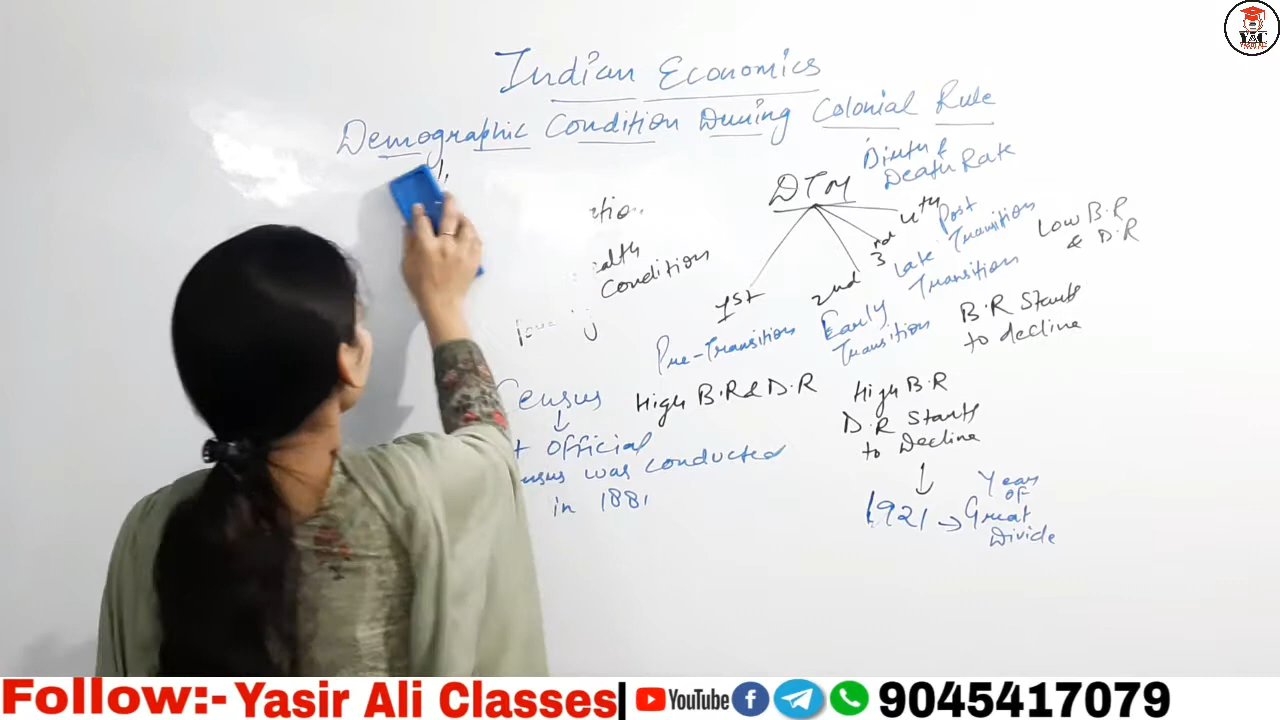 Indian Economics
Demographic Condition During Colonial Rule
DTM
Birth &
Death Rate
1st
2nd
3rd
4th
Pre-Transition
Early
Transition
Late
Transition
Post
Transition
High B.R & D.R
High B.R
D.R Starts
to Decline
1921 → Great
Divide
Years
OF
B.R Starts
to decline
Low B.R
& D.R
Condition
Census
official
was conducted
in 1881
Follow:- Yasir Ali Classes| YouTube 9045417079